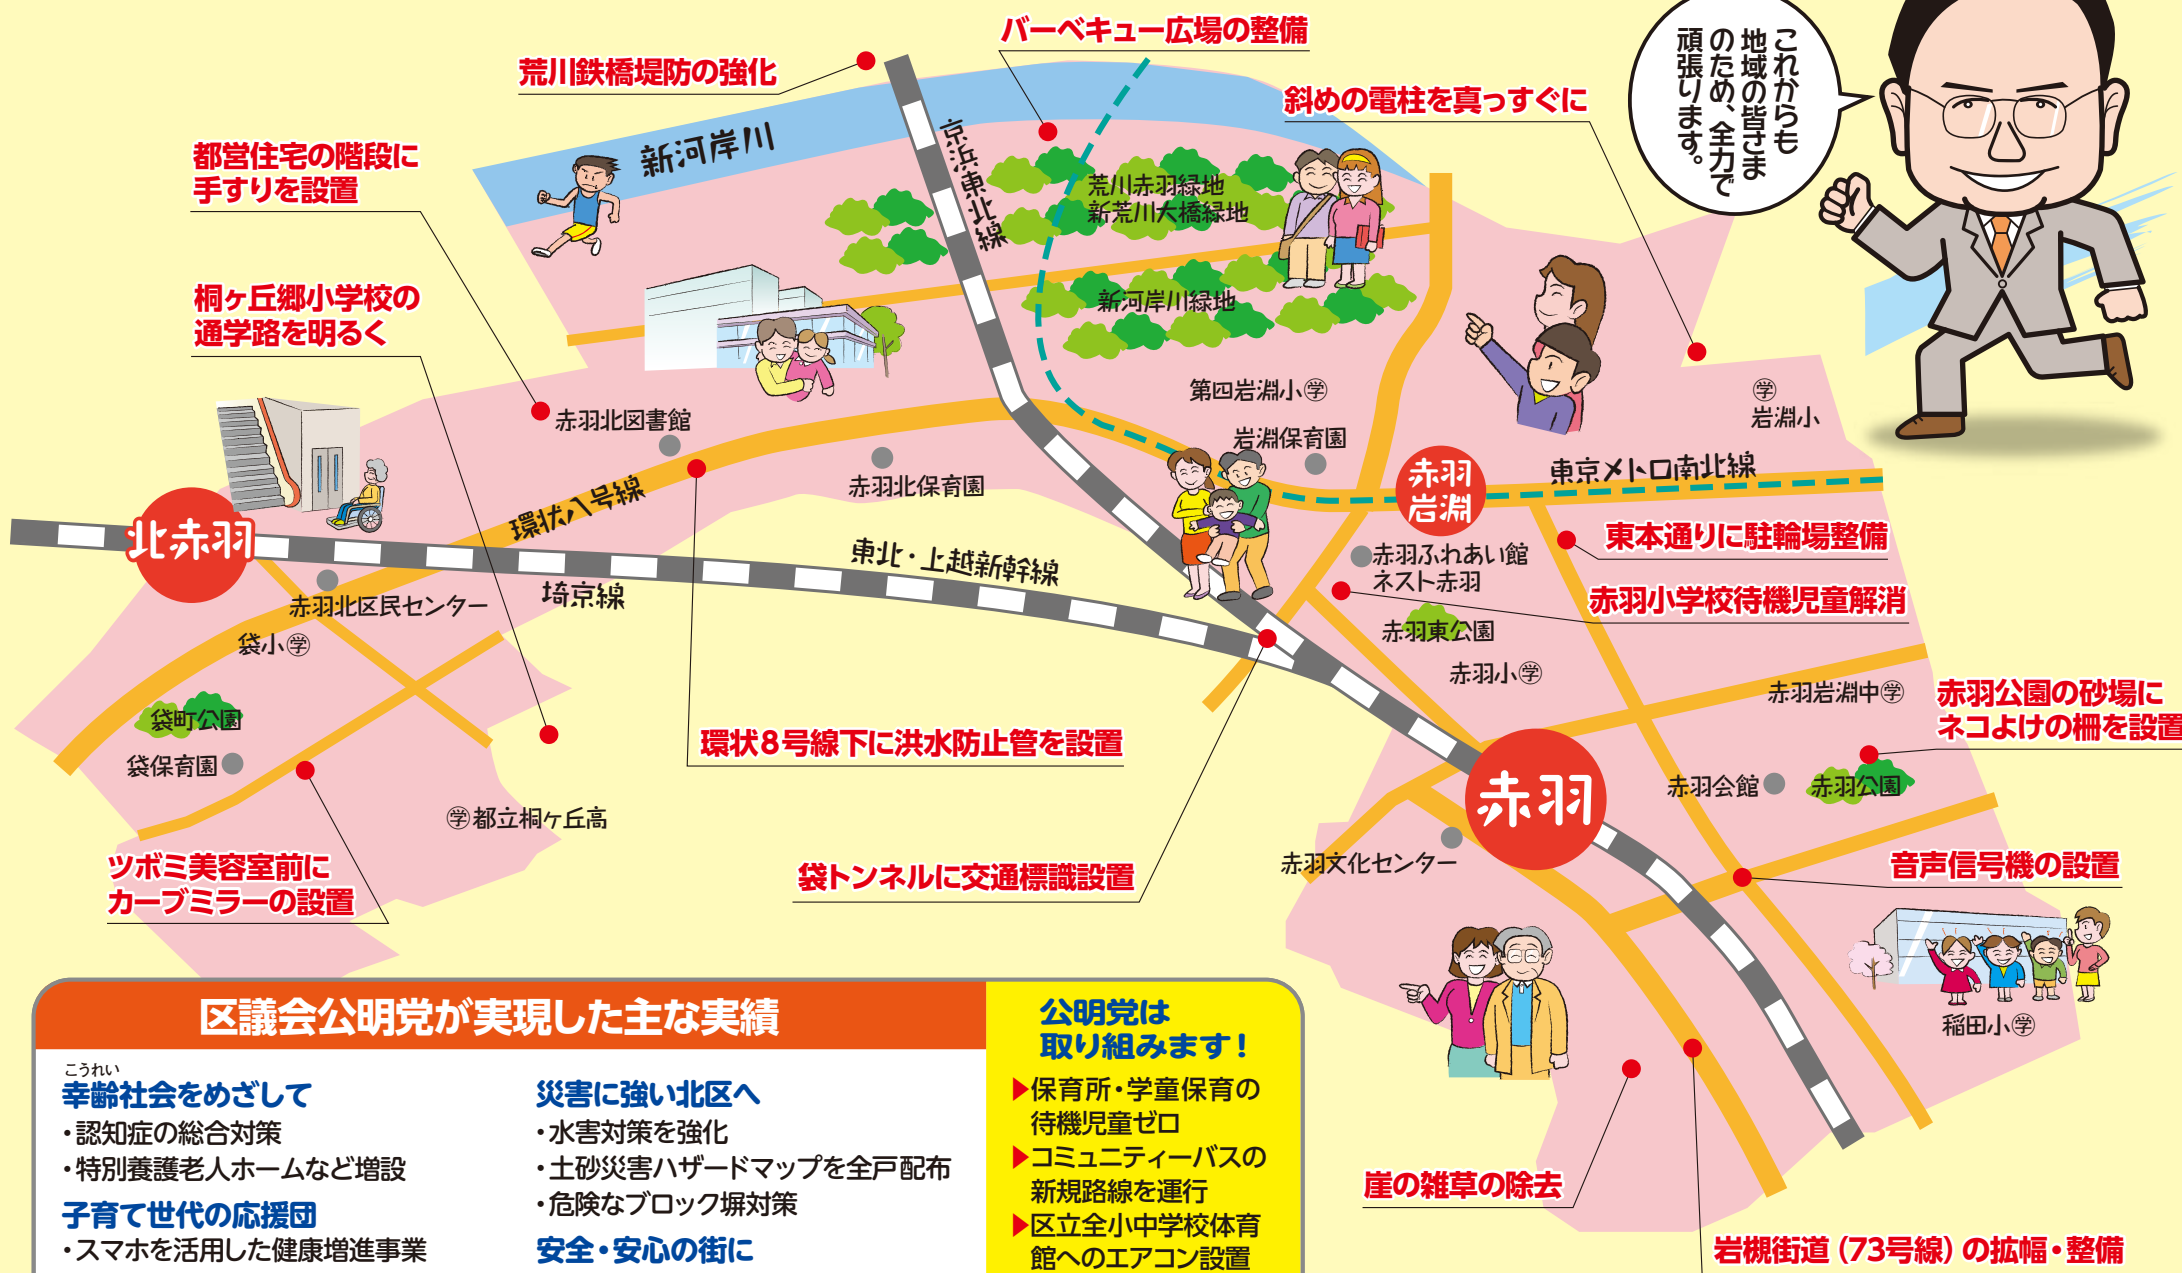 バーベキュー広場の整備
荒川鉄橋堤防の強化
斜めの電柱を真っすぐに
これからも
地域の皆さま
のため、全力で
頑張ります。
都営住宅の階段に
手すりを設置
桐ヶ丘郷小学校の
通学路を明るく
新河岸川
京浜東北線
荒川赤羽緑地
新荒川大橋緑地
新河岸川緑地
第四岩淵小㊫
岩淵保育園
㊫
岩淵小
赤羽北図書館
赤羽北保育園
環状八号線
赤羽
岩淵
東京メトロ南北線
北赤羽
東北・上越新幹線
埼京線
赤羽北区民センター
袋小㊫
袋町公園
袋保育園
㊫都立桐ヶ丘高
赤羽ふれあい館
ネスト赤羽
東本通りに駐輪場整備
赤羽小学校待機児童解消
赤羽東公園
赤羽小㊫
赤羽岩淵中㊫
赤羽公園の砂場に
ネコよけの柵を設置
環状8号線下に洪水防止管を設置
赤羽
赤羽会館
赤羽公園
赤羽文化センター
ツボミ美容室前に
カーブミラーの設置
袋トンネルに交通標識設置
音声信号機の設置
稲田小㊫
崖の雑草の除去
岩槻街道(73号線)の拡幅・整備
区議会公明党が実現した主な実績
こうれい
幸齢社会をめざして
・認知症の総合対策
・特別養護老人ホームなど増設
子育て世代の応援団
・スマホを活用した健康増進事業
災害に強い北区へ
・水害対策を強化
・土砂災害ハザードマップを全戸配布
・危険なブロック塀対策
安全・安心の街に
公明党は
取り組みます!
▶保育所・学童保育の
待機児童ゼロ
▶コミュニティーバスの
新規路線を運行
▶区立全小中学校体育
館へのエアコン設置